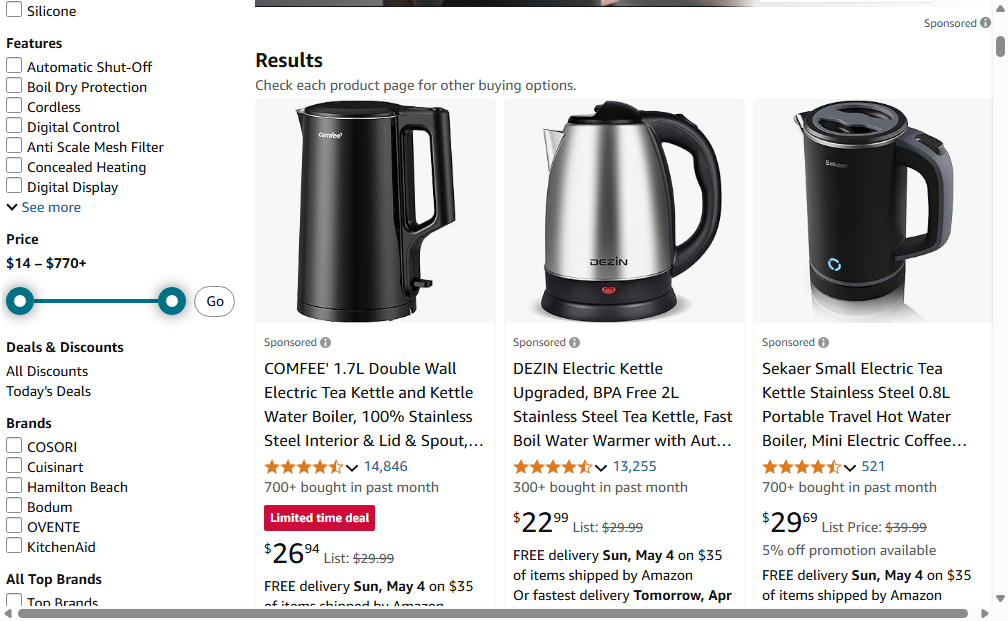 Silicone
Features
Automatic Shut-Off
Boil Dry Protection
Cordless
Digital Control
Anti Scale Mesh Filter
Concealed Heating
Digital Display
See more
Price
$14 – $770+
Go
Deals & Discounts
All Discounts
Today's Deals
Brands
COSORI
Cuisinart
Hamilton Beach
Bodum
OVENTE
KitchenAid
All Top Brands
Top Brands
Sponsored
Results
Check each product page for other buying options.
comfee'
Sponsored
COMFEE' 1.7L Double Wall
Electric Tea Kettle and Kettle
Water Boiler, 100% Stainless
Steel Interior & Lid & Spout,...
14,846
700+ bought in past month
Limited time deal
$26.94 List: $29.99
FREE delivery Sun, May 4 on $35
of items shipped by Amazon
DEZIN
Sponsored
DEZIN Electric Kettle
Upgraded, BPA Free 2L
Stainless Steel Tea Kettle, Fast
Boil Water Warmer with Aut...
13,255
300+ bought in past month
$22.99 List: $29.99
FREE delivery Sun, May 4 on $35
of items shipped by Amazon
Or fastest delivery Tomorrow, Apr
Sekaer
Sponsored
Sekaer Small Electric Tea
Kettle Stainless Steel 0.8L
Portable Travel Hot Water
Boiler, Mini Electric Coffee...
521
700+ bought in past month
$29.69 List Price: $39.99
5% off promotion available
FREE delivery Sun, May 4 on $35
of items shipped by Amazon